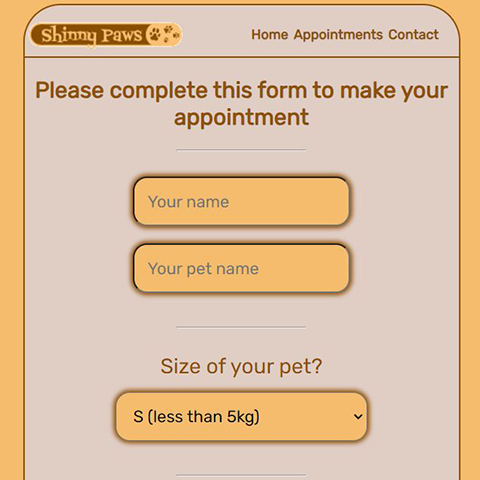 Shinny Paws
Home Appointments Contact
Please complete this form to make your
appointment
Your name
Your pet name
Size of your pet?
S (less than 5kg)